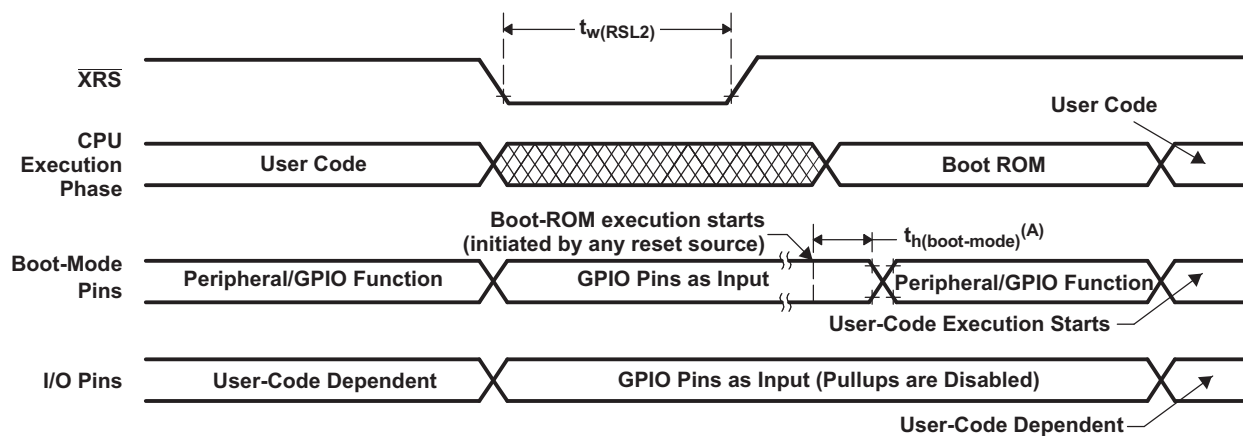 tw(RSL2)
XRS
User Code
CPU
Execution
Phase
User Code
Boot ROM
Boot-ROM execution starts
(initiated by any reset source)
th(boot-mode)(A)
Boot-Mode
Pins
Peripheral/GPIO Function
GPIO Pins as Input
Peripheral/GPIO Function
User-Code Execution Starts
I/O Pins
User-Code Dependent
GPIO Pins as Input (Pullups are Disabled)
User-Code Dependent